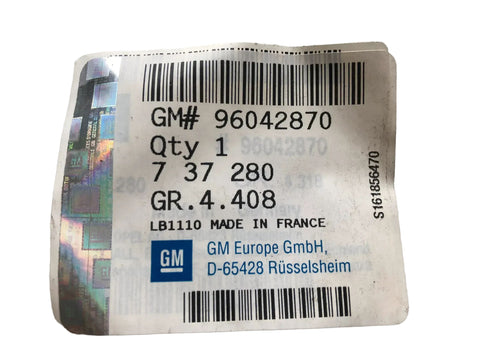 GM# 96042870
Qty 1
7 37 280
GR.4.408
LB1110 MADE IN FRANCE
GM
GM Europe GmbH,
D-65428 Rüsselsheim
S161856470